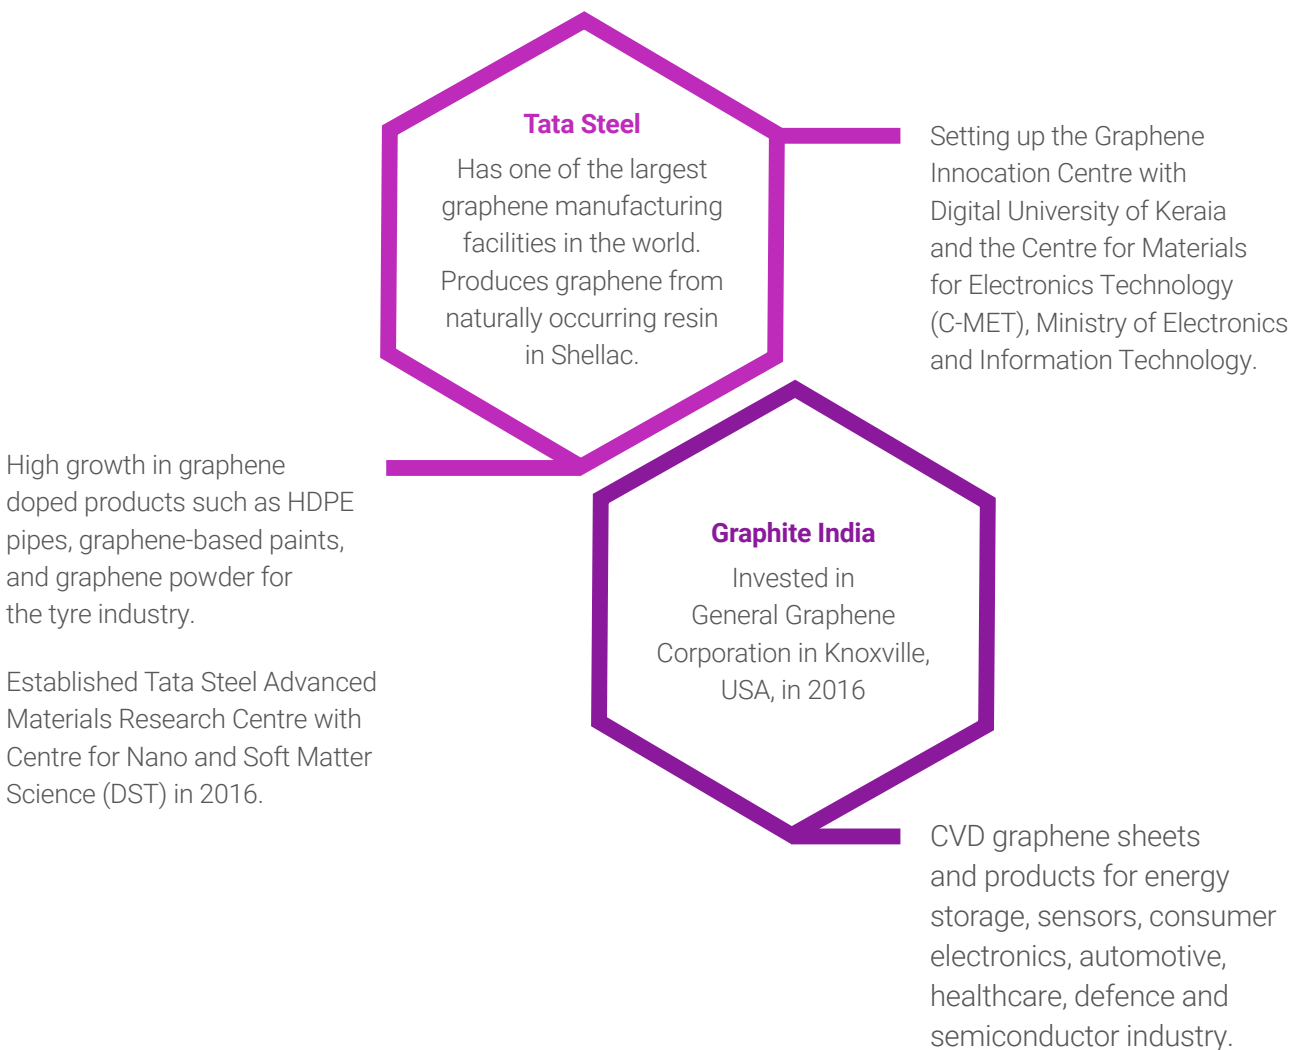 Tata Steel
Has one of the largest
graphene manufacturing
facilities in the world.
Produces graphene from
naturally occurring resin
in Shellac.
Setting up the Graphene
Innocation Centre with
Digital University of Keraia
and the Centre for Materials
for Electronics Technology
(C-MET), Ministry of Electronics
and Information Technology.
High growth in graphene
doped products such as HDPE
pipes, graphene-based paints,
and graphene powder for
the tyre industry.
Established Tata Steel Advanced
Materials Research Centre with
Centre for Nano and Soft Matter
Science (DST) in 2016.
Graphite India
Invested in
General Graphene
Corporation in Knoxville,
USA, in 2016
CVD graphene sheets
and products for energy
storage, sensors, consumer
electronics, automotive,
healthcare, defence and
semiconductor industry.